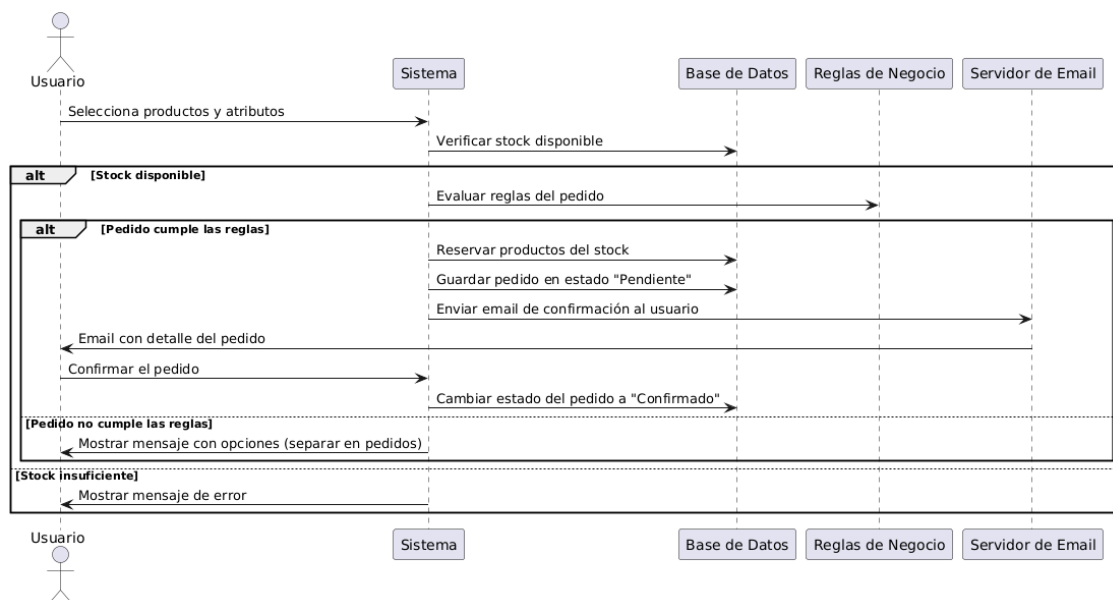 Usuario
Sistema
Base de Datos
Reglas de Negocio
Servidor de Email
Selecciona productos y atributos
Verificar stock disponible
alt [Stock disponible]
Evaluar reglas del pedido
alt [Pedido cumple las reglas]
Reservar productos del stock
Guardar pedido en estado "Pendiente"
Enviar email de confirmación al usuario
Email con detalle del pedido
Confirmar el pedido
Cambiar estado del pedido a "Confirmado"
[Pedido no cumple las reglas]
Mostrar mensaje con opciones (separar en pedidos)
[Stock insuficiente]
Mostrar mensaje de error
Usuario
Sistema
Base de Datos
Reglas de Negocio
Servidor de Email